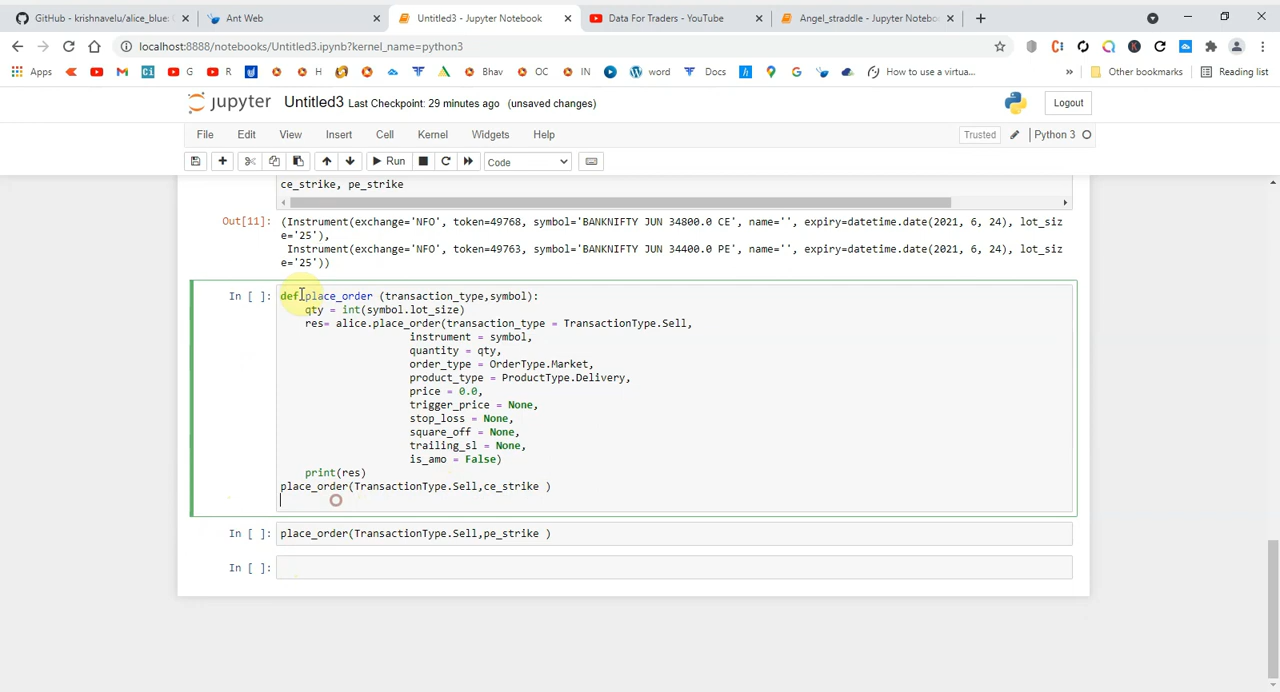 GitHub - krishnavelu/alice_blue:
Ant Web
Untitled3 - Jupyter Notebook
Data For Traders - YouTube
Angel_straddle - Jupyter Notebo
localhost:8888/notebooks/Untitled3.ipynb?kernel_name=python3
Apps
G
R
H
Bhav
OC
IN
word
Docs
How to use a virtua...
»
Other bookmarks
Reading list
jupyter
Untitled3 Last Checkpoint: 29 minutes ago (unsaved changes)
Logout
File Edit View Insert Cell Kernel Widgets Help
Trusted
Python 3
Run
Code
ce_strike, pe_strike
Out[11]: (Instrument(exchange='NFO', token=49768, symbol='BANKNIFTY JUN 34800.0 CE', name='', expiry=datetime.date(2021, 6, 24), lot_siz
e='25'),
Instrument(exchange='NFO', token=49763, symbol='BANKNIFTY JUN 34400.0 PE', name='', expiry=datetime.date(2021, 6, 24), lot_siz
e='25'))
In [ ]: def place_order (transaction_type,symbol):
qty = int(symbol.lot_size)
res= alice.place_order(transaction_type = TransactionType.Sell,
instrument = symbol,
quantity = qty,
order_type = OrderType.Market,
product_type = ProductType.Delivery,
price = 0.0,
trigger_price = None,
stop_loss = None,
square_off = None,
trailing_sl = None,
is_amo = False)
print(res)
place_order(TransactionType.Sell,ce_strike )
In [ ]: place_order(TransactionType.Sell,pe_strike )
In [ ]: